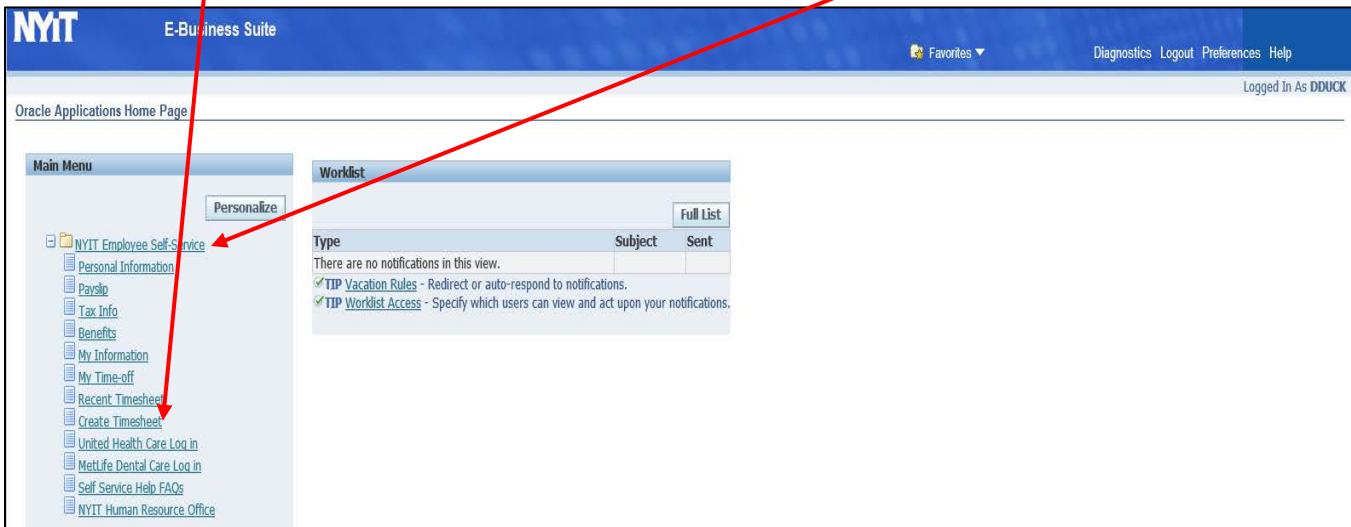 NYiT E-Business Suite
Favorites Diagnostics Logout Preferences Help
Logged In As DDUCK
Oracle Applications Home Page
Main Menu
Personalize
NYIT Employee Self-Service
Personal Information
Payslip
Tax Info
Benefits
My Information
My Time-off
Recent Timesheet
Create Timesheet
United Health Care Log in
MetLife Dental Care Log in
Self Service Help FAQs
NYIT Human Resource Office
Worklist
Full List
Type Subject Sent
There are no notifications in this view.
TIP Vacation Rules - Redirect or auto-respond to notifications.
TIP Worklist Access - Specify which users can view and act upon your notifications.